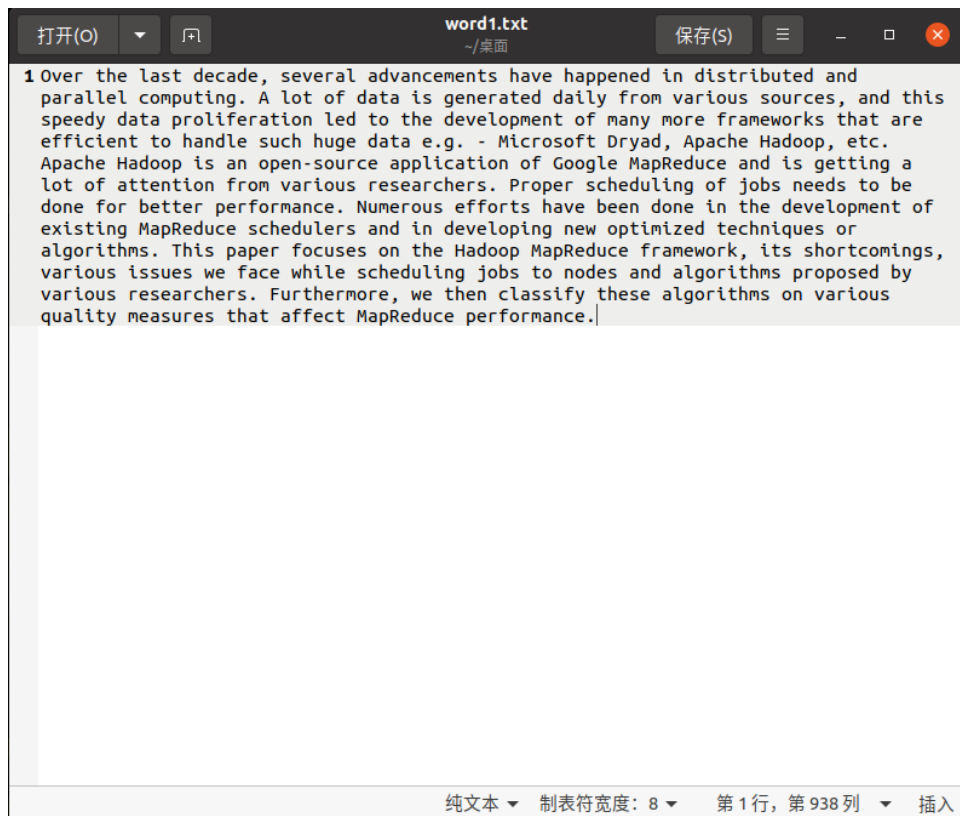 打开(O)
word1.txt
~/桌面
保存(S)
1 Over the last decade, several advancements have happened in distributed and
parallel computing. A lot of data is generated daily from various sources, and this
speedy data proliferation led to the development of many more frameworks that are
efficient to handle such huge data e.g. - Microsoft Dryad, Apache Hadoop, etc.
Apache Hadoop is an open-source application of Google MapReduce and is getting a
lot of attention from various researchers. Proper scheduling of jobs needs to be
done for better performance. Numerous efforts have been done in the development of
existing MapReduce schedulers and in developing new optimized techniques or
algorithms. This paper focuses on the Hadoop MapReduce framework, its shortcomings,
various issues we face while scheduling jobs to nodes and algorithms proposed by
various researchers. Furthermore, we then classify these algorithms on various
quality measures that affect MapReduce performance.
纯文本 制表符宽度：8 第 1 行，第 938 列 插入